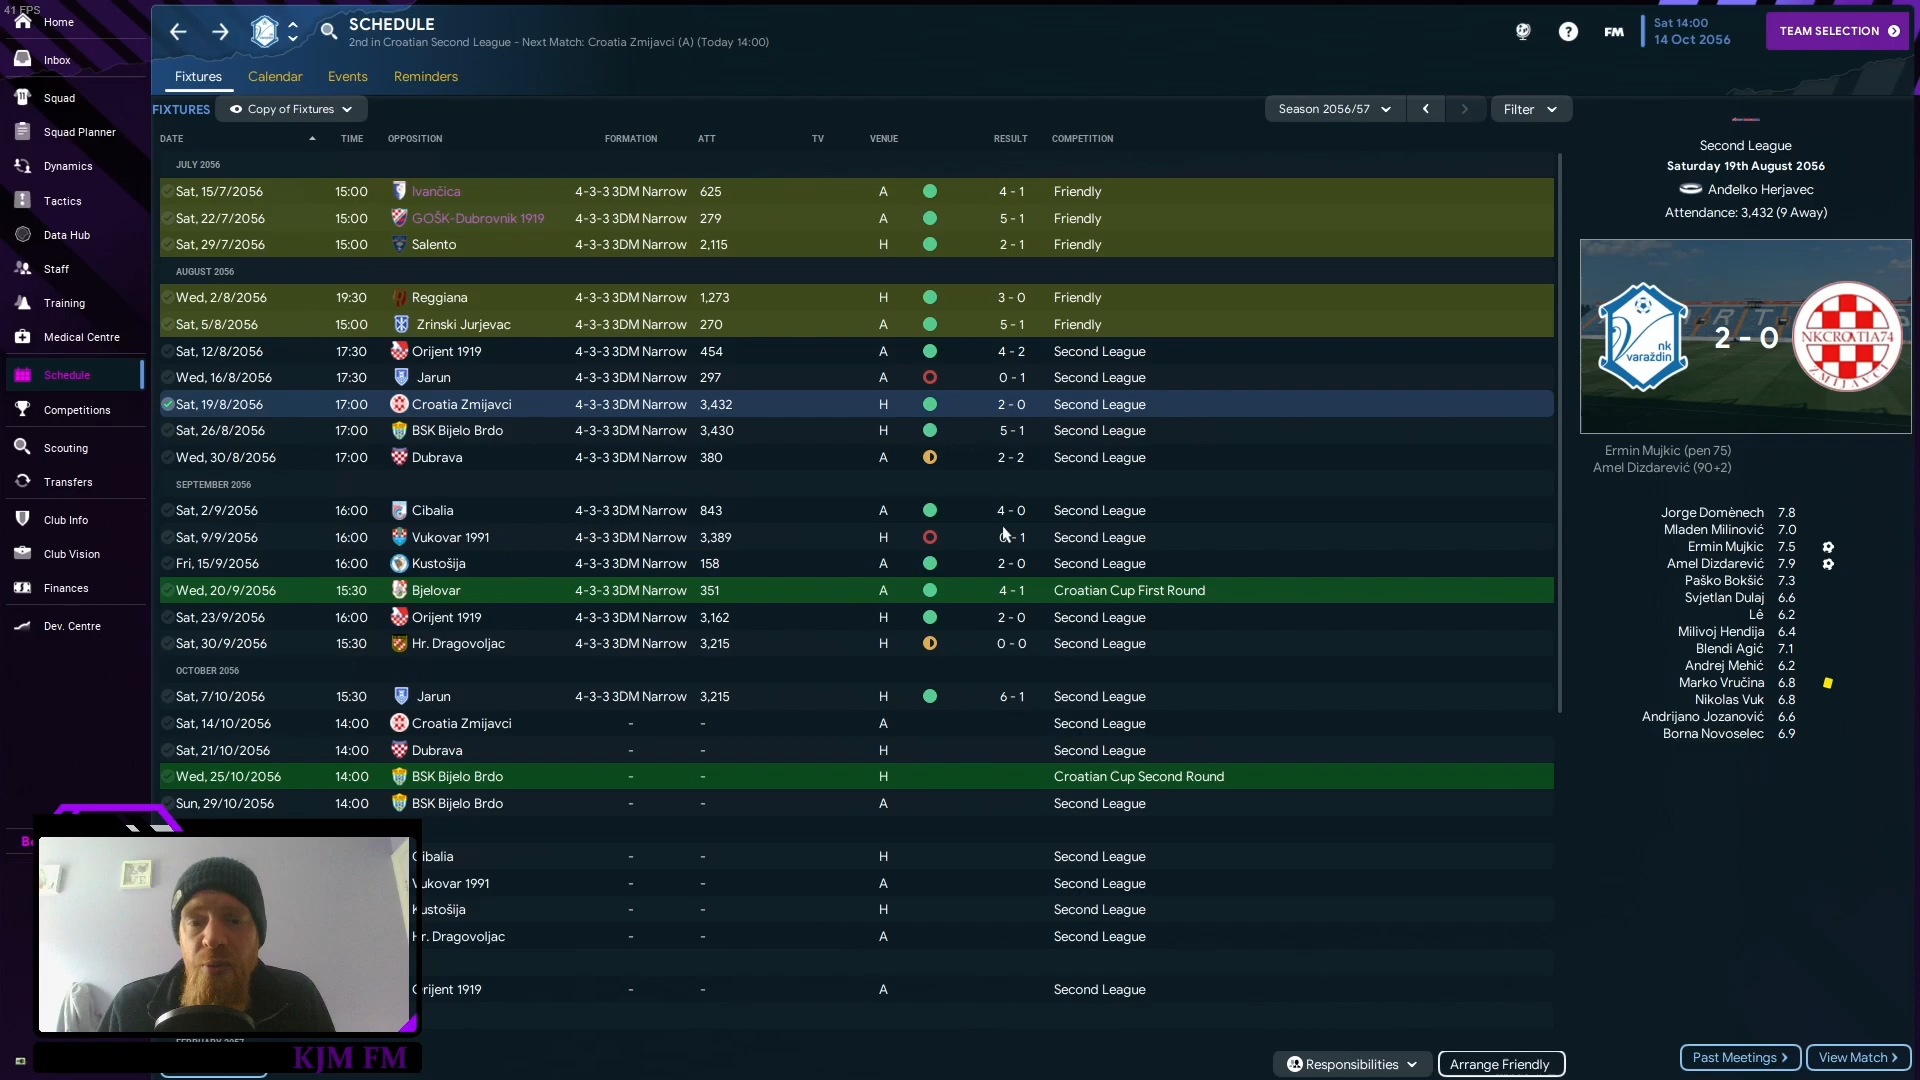 41 FPS
Home
Inbox
Squad
Squad Planner
Dynamics
Tactics
Data Hub
Staff
Training
Medical Centre
Schedule
Competitions
Scouting
Transfers
Club Info
Club Vision
Finances
Dev. Centre
SCHEDULE
2nd in Croatian Second League - Next Match: Croatia Zmijavci (A) (Today 14:00)
FM
Sat 14:00
14 Oct 2056
TEAM SELECTION
Fixtures Calendar Events Reminders
FIXTURES Copy of Fixtures
Season 2056/57 Filter
DATE TIME OPPOSITION FORMATION ATT TV VENUE RESULT COMPETITION
JULY 2056
Sat, 15/7/2056 15:00 Ivančica 4-3-3 3DM Narrow 625 A 4 - 1 Friendly
Sat, 22/7/2056 15:00 GOŠK-Dubrovnik 1919 4-3-3 3DM Narrow 279 A 5 - 1 Friendly
Sat, 29/7/2056 15:00 Salento 4-3-3 3DM Narrow 2,115 H 2 - 1 Friendly
AUGUST 2056
Wed, 2/8/2056 19:30 Reggiana 4-3-3 3DM Narrow 1,273 H 3 - 0 Friendly
Sat, 5/8/2056 15:00 Zrinski Jurjevac 4-3-3 3DM Narrow 270 A 5 - 1 Friendly
Sat, 12/8/2056 17:30 Orijent 1919 4-3-3 3DM Narrow 454 A 4 - 2 Second League
Wed, 16/8/2056 17:30 Jarun 4-3-3 3DM Narrow 297 A 0 - 1 Second League
Sat, 19/8/2056 17:00 Croatia Zmijavci 4-3-3 3DM Narrow 3,432 H 2 - 0 Second League
Sat, 26/8/2056 17:00 BSK Bijelo Brdo 4-3-3 3DM Narrow 3,430 H 5 - 1 Second League
Wed, 30/8/2056 17:00 Dubrava 4-3-3 3DM Narrow 380 A 2 - 2 Second League
SEPTEMBER 2056
Sat, 2/9/2056 16:00 Cibalia 4-3-3 3DM Narrow 843 A 4 - 0 Second League
Sat, 9/9/2056 16:00 Vukovar 1991 4-3-3 3DM Narrow 3,389 H - 1 Second League
Fri, 15/9/2056 16:00 Kustošija 4-3-3 3DM Narrow 158 A 2 - 0 Second League
Wed, 20/9/2056 15:30 Bjelovar 4-3-3 3DM Narrow 351 A 4 - 1 Croatian Cup First Round
Sat, 23/9/2056 16:00 Orijent 1919 4-3-3 3DM Narrow 3,162 H 2 - 0 Second League
Sat, 30/9/2056 15:30 Hr. Dragovoljac 4-3-3 3DM Narrow 3,215 H 0 - 0 Second League
OCTOBER 2056
Sat, 7/10/2056 15:30 Jarun 4-3-3 3DM Narrow 3,215 H 6 - 1 Second League
Sat, 14/10/2056 14:00 Croatia Zmijavci - - A Second League
Sat, 21/10/2056 14:00 Dubrava - - H Second League
Wed, 25/10/2056 14:00 BSK Bijelo Brdo - - H Croatian Cup Second Round
Sun, 29/10/2056 14:00 BSK Bijelo Brdo - - A Second League
Cibalia - - H Second League
Vukovar 1991 - - A Second League
Kustošija - - H Second League
Hr. Dragovoljac - - A Second League
Orijent 1919 - - A Second League
Second League
Saturday 19th August 2056
Anđelko Herjavec
Attendance: 3,432 (9 Away)
nk varaždin
2 - 0
NKCROATIA74
ZMIJAVCI
Ermin Mujkic (pen 75)
Amel Dizdarević (90+2)
Jorge Domènech 7.8
Mladen Milinović 7.0
Ermin Mujkic 7.5
Amel Dizdarević 7.9
Paško Bokšić 7.3
Svjetlan Dulaj 6.6
Lê 6.2
Milivoj Hendija 6.4
Blendi Agić 7.1
Andrej Mehić 6.2
Marko Vručina 6.8
Nikolas Vuk 6.8
Andrijano Jozanović 6.6
Borna Novoselec 6.9
KJM FM
Responsibilities Arrange Friendly
Past Meetings View Match